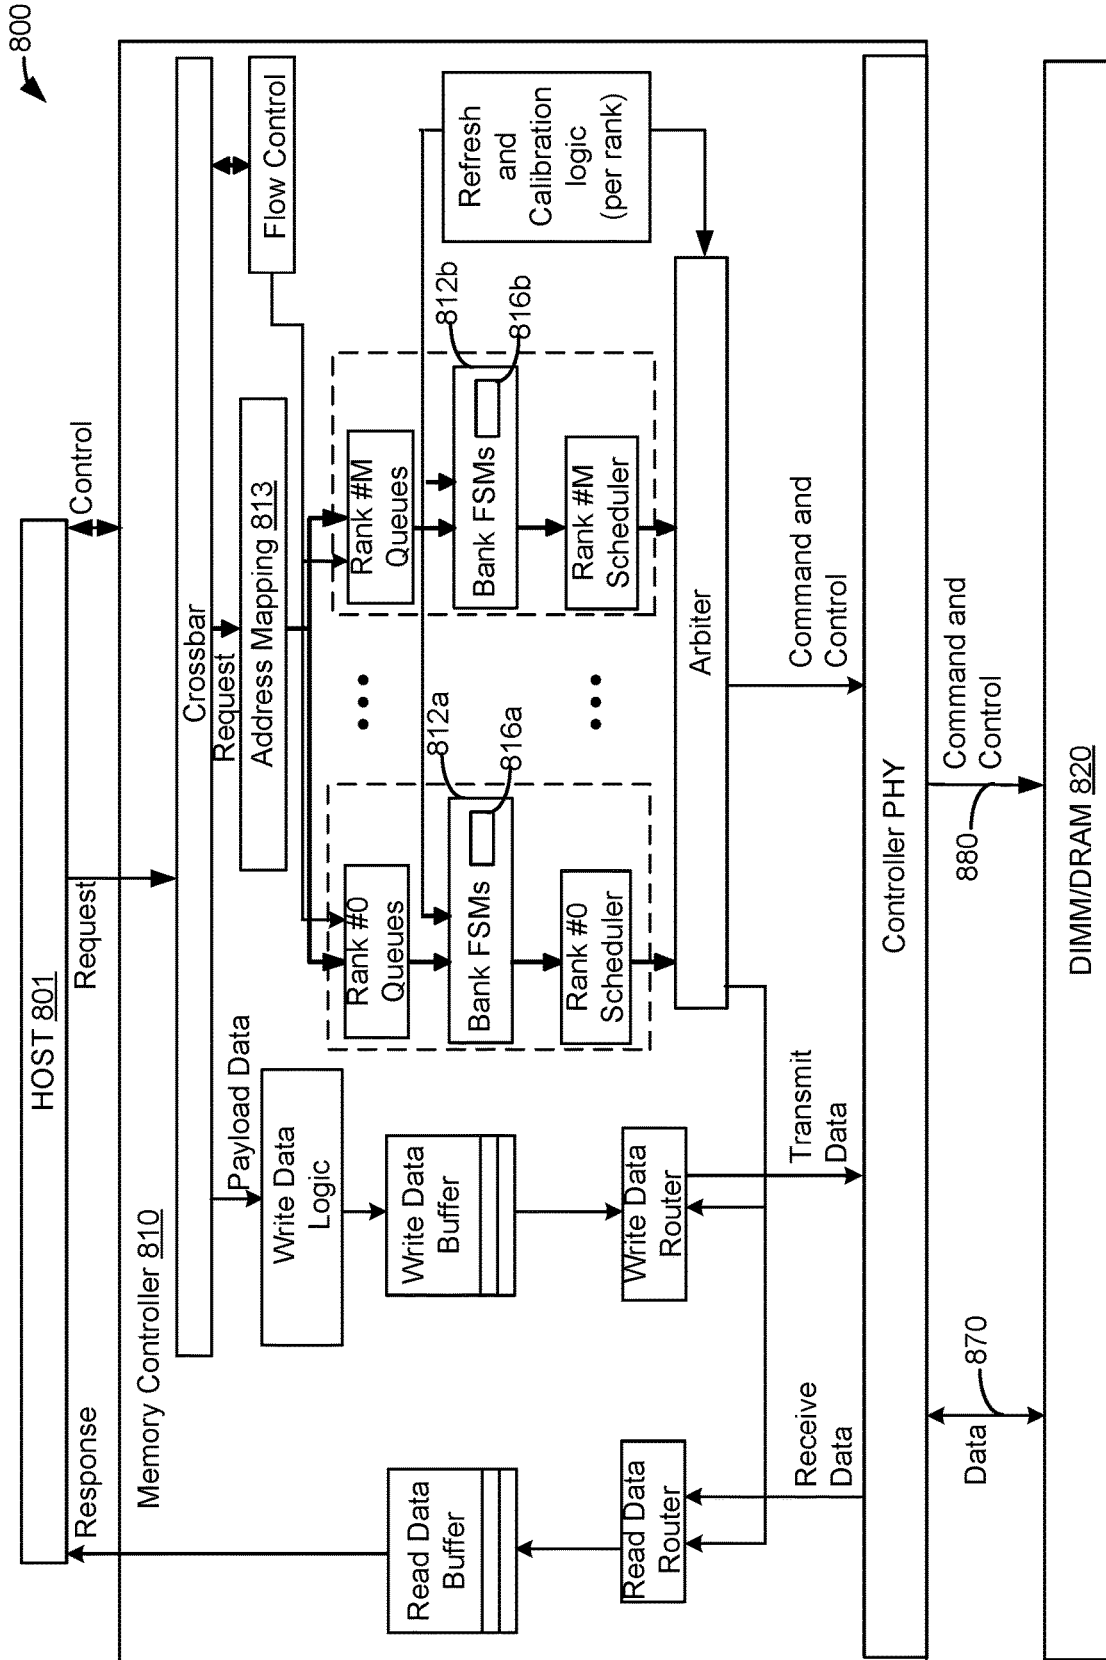 800
HOST 801
Response
Request
Control
Memory Controller 810
Crossbar
Payload Data
Request
Address Mapping 813
Flow Control
Write Data
Logic
Rank #0
Queues
Rank #M
Queues
Read Data
Buffer
Write Data
Buffer
812a
816a
812b
816b
Bank FSMs
Bank FSMs
Refresh
and
Calibration
logic
(per rank)
Rank #0
Scheduler
Rank #M
Scheduler
Read Data
Router
Write Data
Router
Arbiter
Receive
Data
Transmit
Data
Command and
Control
Controller PHY
Data
870
880
Command and
Control
DIMM/DRAM 820